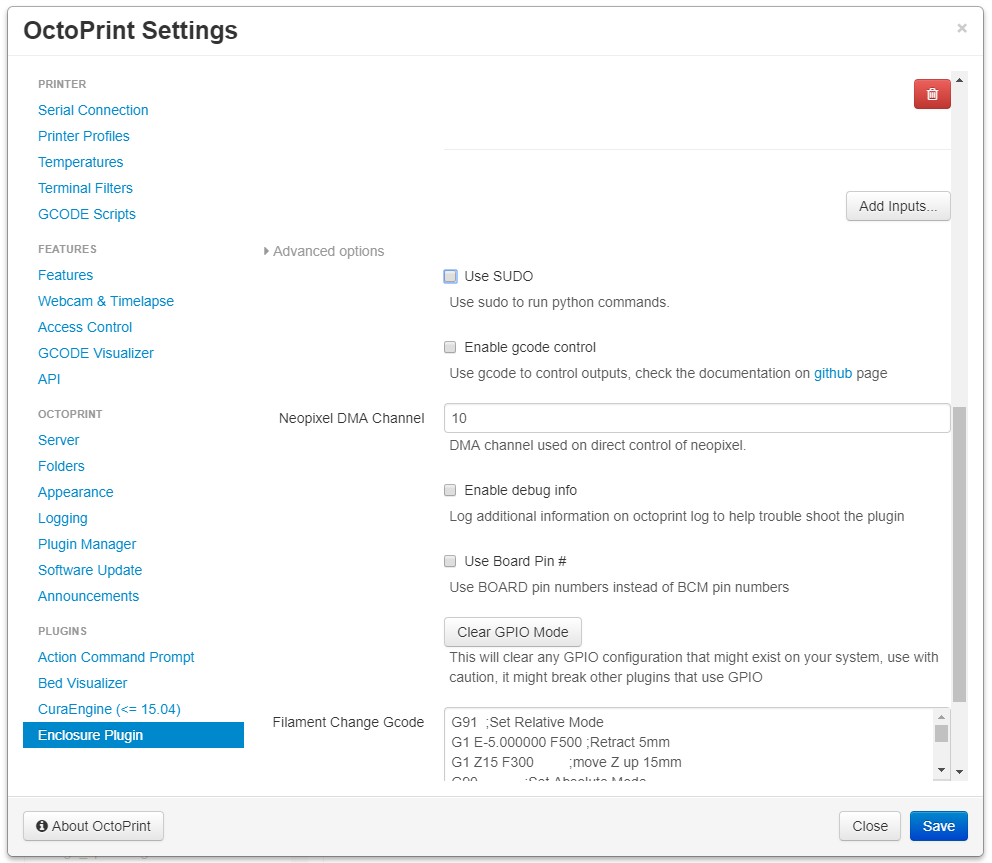 OctoPrint Settings
×
PRINTER
Serial Connection
Printer Profiles
Temperatures
Terminal Filters
GCODE Scripts
FEATURES
Features
Webcam & Timelapse
Access Control
GCODE Visualizer
API
OCTOPRINT
Server
Folders
Appearance
Logging
Plugin Manager
Software Update
Announcements
PLUGINS
Action Command Prompt
Bed Visualizer
CuraEngine (<= 15.04)
Enclosure Plugin
Add Inputs...
Advanced options
Use SUDO
Use sudo to run python commands.
Enable gcode control
Use gcode to control outputs, check the documentation on github page
Neopixel DMA Channel
10
DMA channel used on direct control of neopixel.
Enable debug info
Log additional information on octoprint log to help trouble shoot the plugin
Use Board Pin #
Use BOARD pin numbers instead of BCM pin numbers
Clear GPIO Mode
This will clear any GPIO configuration that might exist on your system, use with
caution, it might break other plugins that use GPIO
Filament Change Gcode
G91 ;Set Relative Mode
G1 E-5.000000 F500 ;Retract 5mm
G1 Z15 F300 ;move Z up 15mm
G90 ;Set Absolute Mode
About OctoPrint
Close
Save